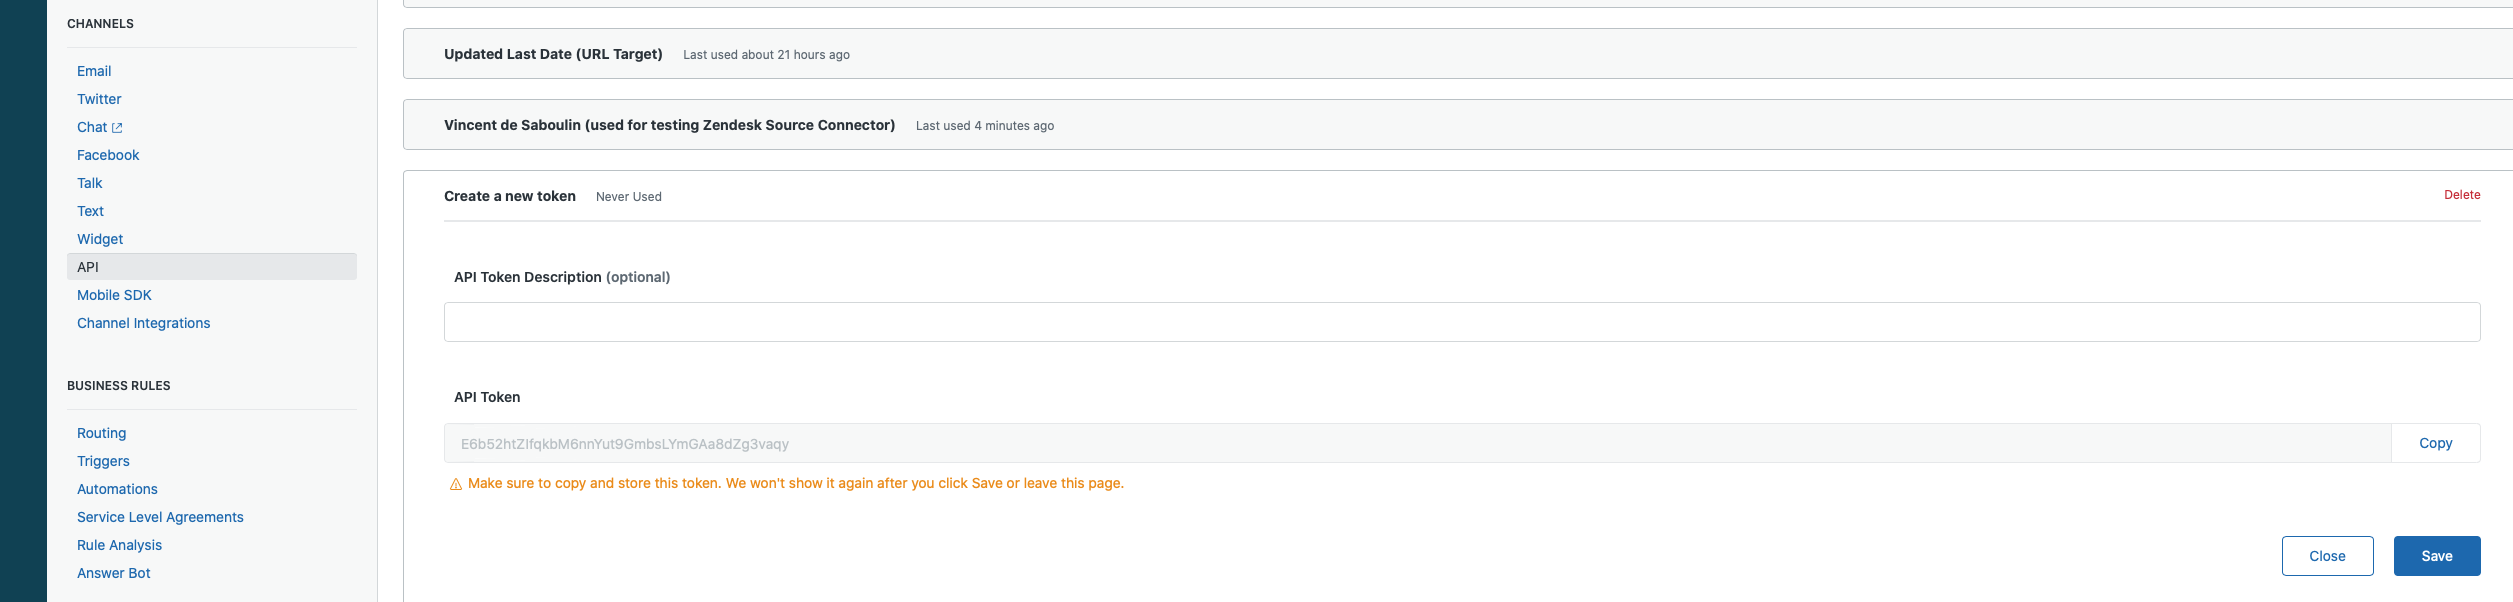 CHANNELS
Email
Twitter
Chat
Facebook
Talk
Text
Widget
API
Mobile SDK
Channel Integrations
BUSINESS RULES
Routing
Triggers
Automations
Service Level Agreements
Rule Analysis
Answer Bot
Updated Last Date (URL Target) Last used about 21 hours ago
Vincent de Saboulin (used for testing Zendesk Source Connector) Last used 4 minutes ago
Create a new token Never Used Delete
API Token Description (optional)
API Token
E6b52htZIfqkbM6nnYut9GmbsLYmGAa8dZg3vaqy Copy
Make sure to copy and store this token. We won't show it again after you click Save or leave this page.
Close Save